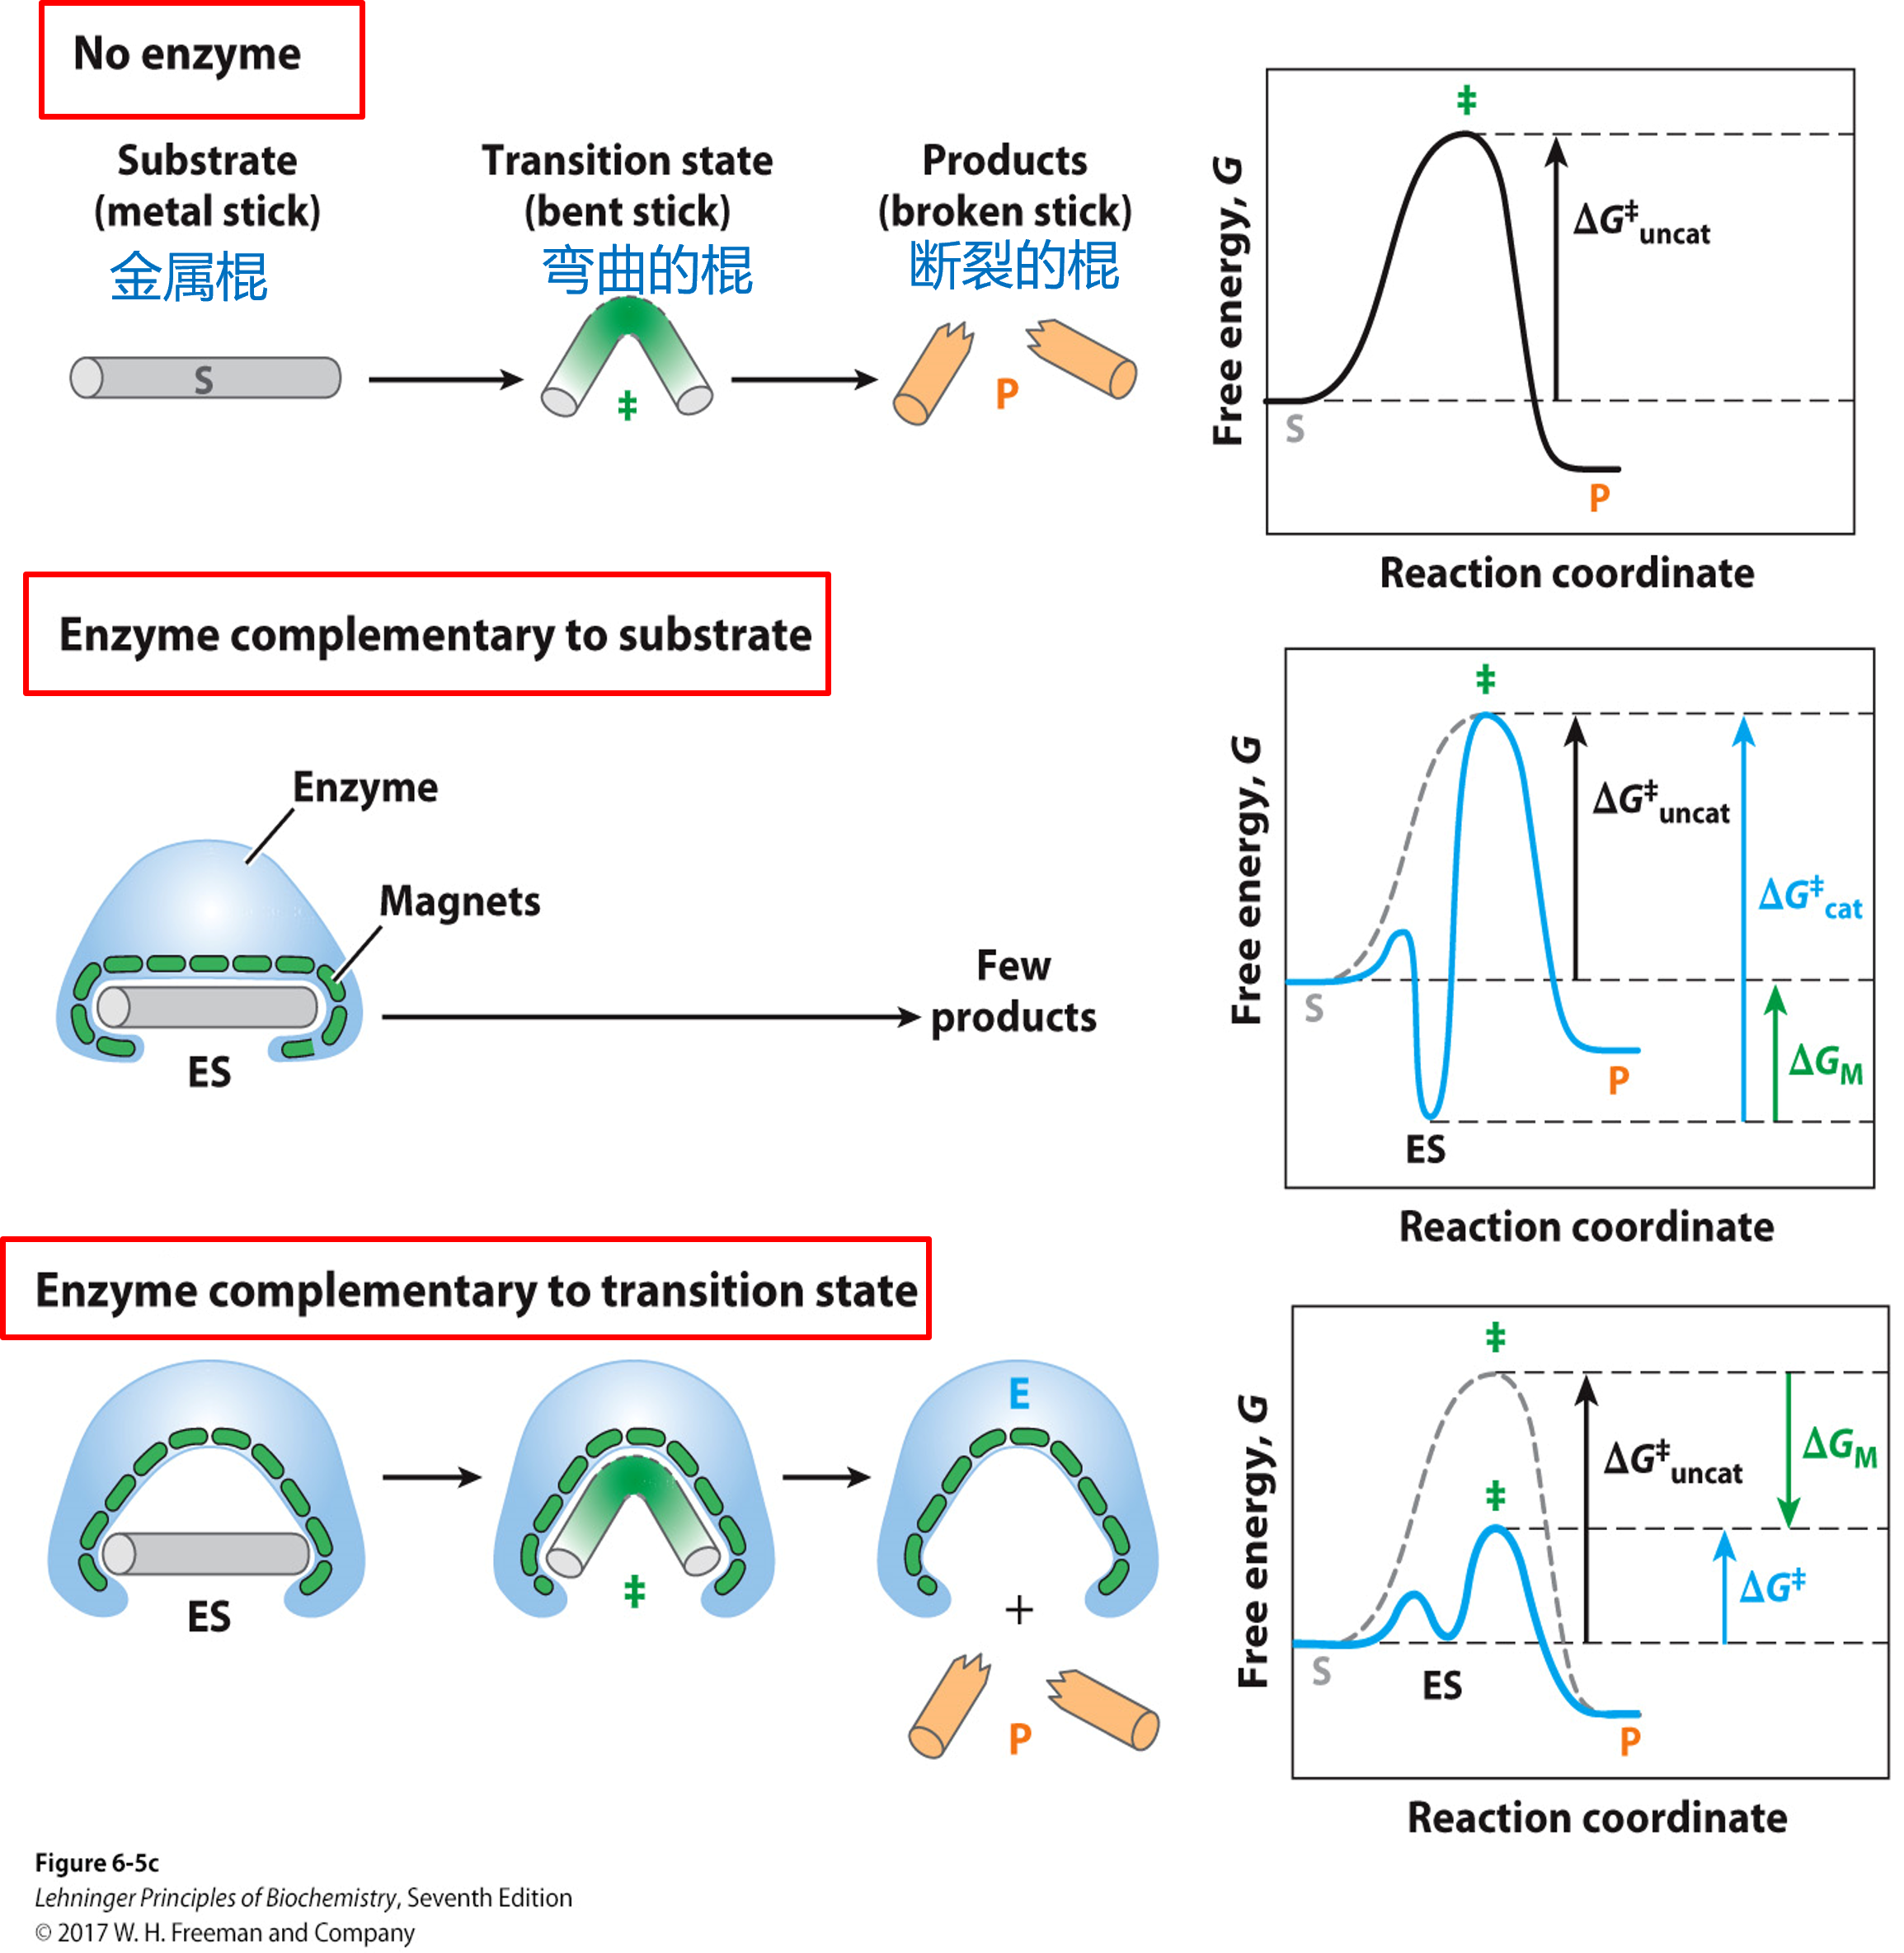 No enzyme
Substrate
(metal stick)
金属棍
Transition state
(bent stick)
弯曲的棍
Products
(broken stick)
断裂的棍
S
‡
P
Free energy, G
‡
ΔG‡uncat
S
P
Reaction coordinate
Enzyme complementary to substrate
Enzyme
Magnets
ES
Few
products
Free energy, G
‡
ΔG‡uncat
ΔG‡cat
S
ΔGM
P
ES
Reaction coordinate
Enzyme complementary to transition state
ES
‡
E
+
P
Free energy, G
‡
ΔGM
ΔG‡uncat
‡
ΔG‡
S
ES
P
Reaction coordinate
Figure 6-5c
Lehninger Principles of Biochemistry, Seventh Edition
© 2017 W. H. Freeman and Company